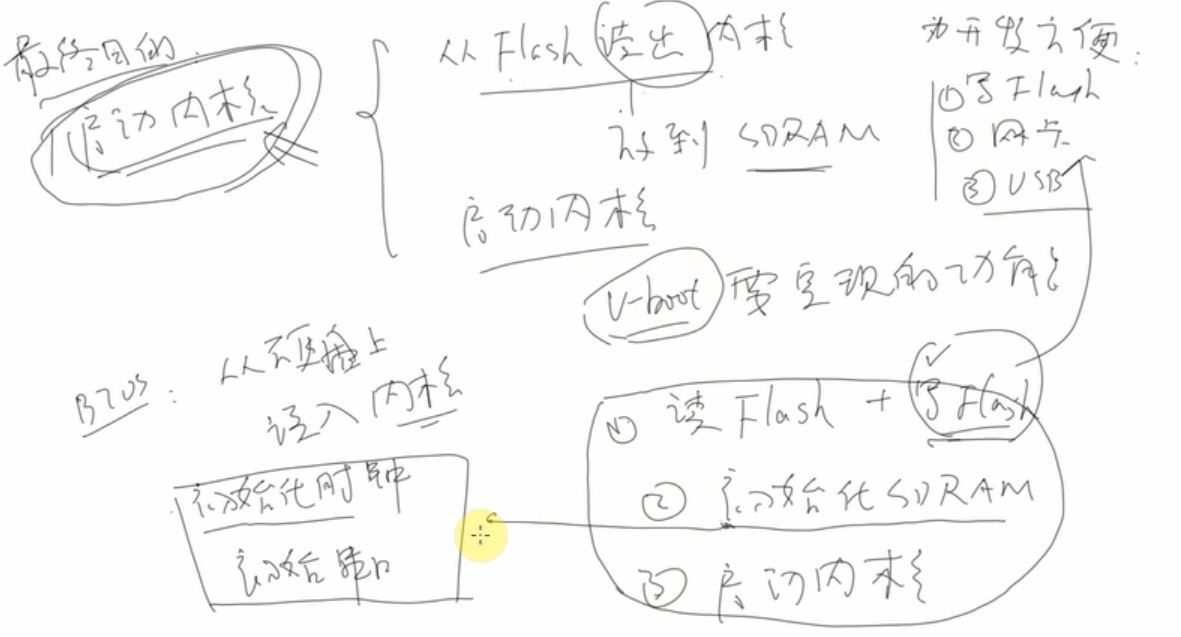 最终目的：
启动内核
从Flash读出内核
放到SDRAM
启动内核
为开发方便：
①写Flash
②网卡
③USB
U-boot要实现的功能
BIOS：从硬盘上
读入内核
初始化时钟
初始串口
①读Flash + 写Flash
②初始化SDRAM
③启动内核